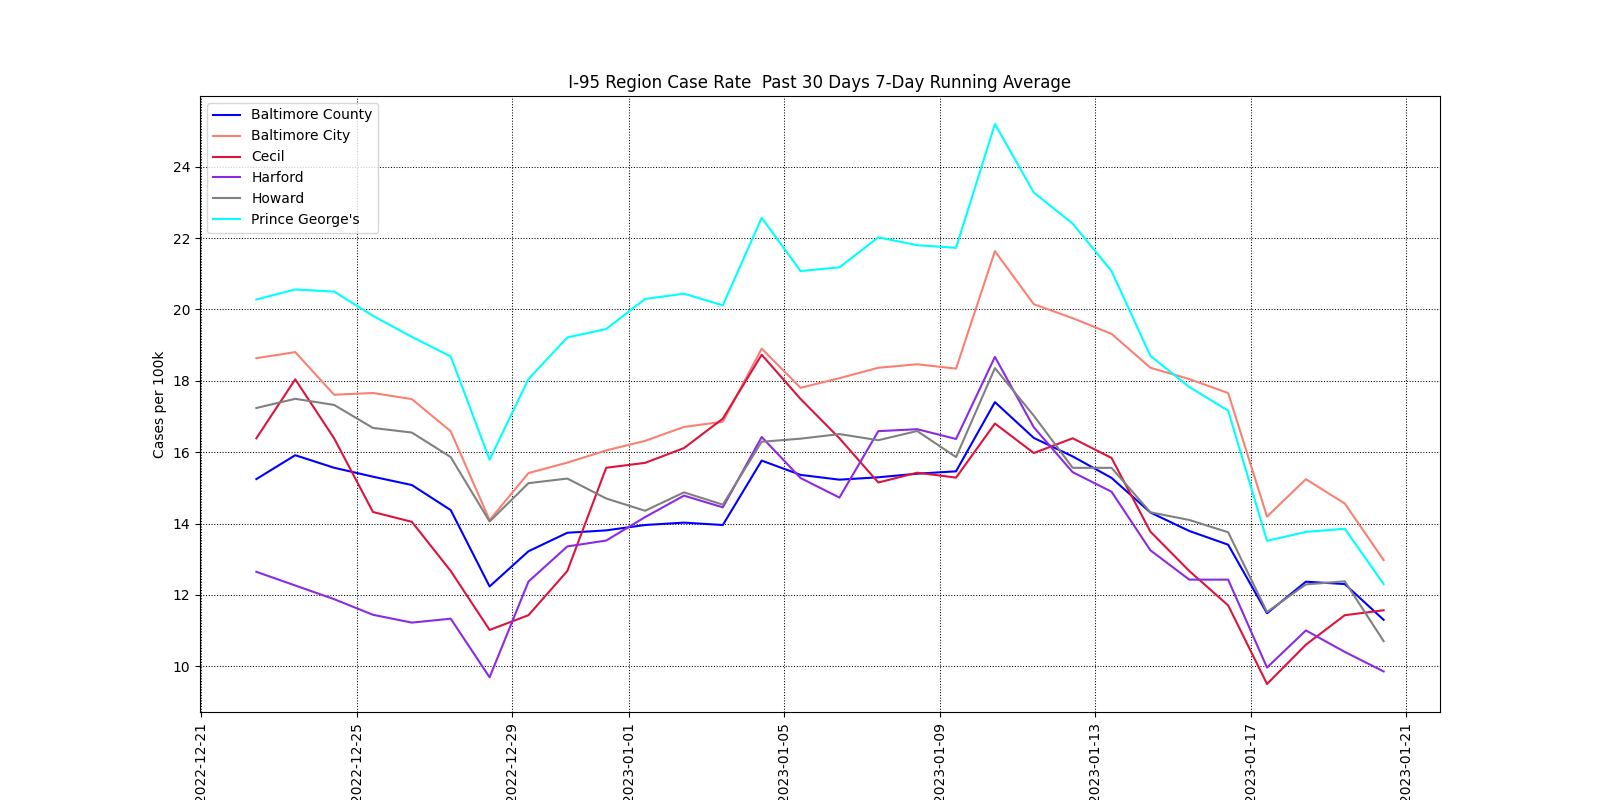 I-95 Region Case Rate  Past 30 Days 7-Day Running Average
Baltimore County
Baltimore City
Cecil
Harford
Howard
Prince George's
Cases per 100k
24
22
20
18
16
14
12
10
2022-12-21
2022-12-25
2022-12-29
2023-01-01
2023-01-05
2023-01-09
2023-01-13
2023-01-17
2023-01-21